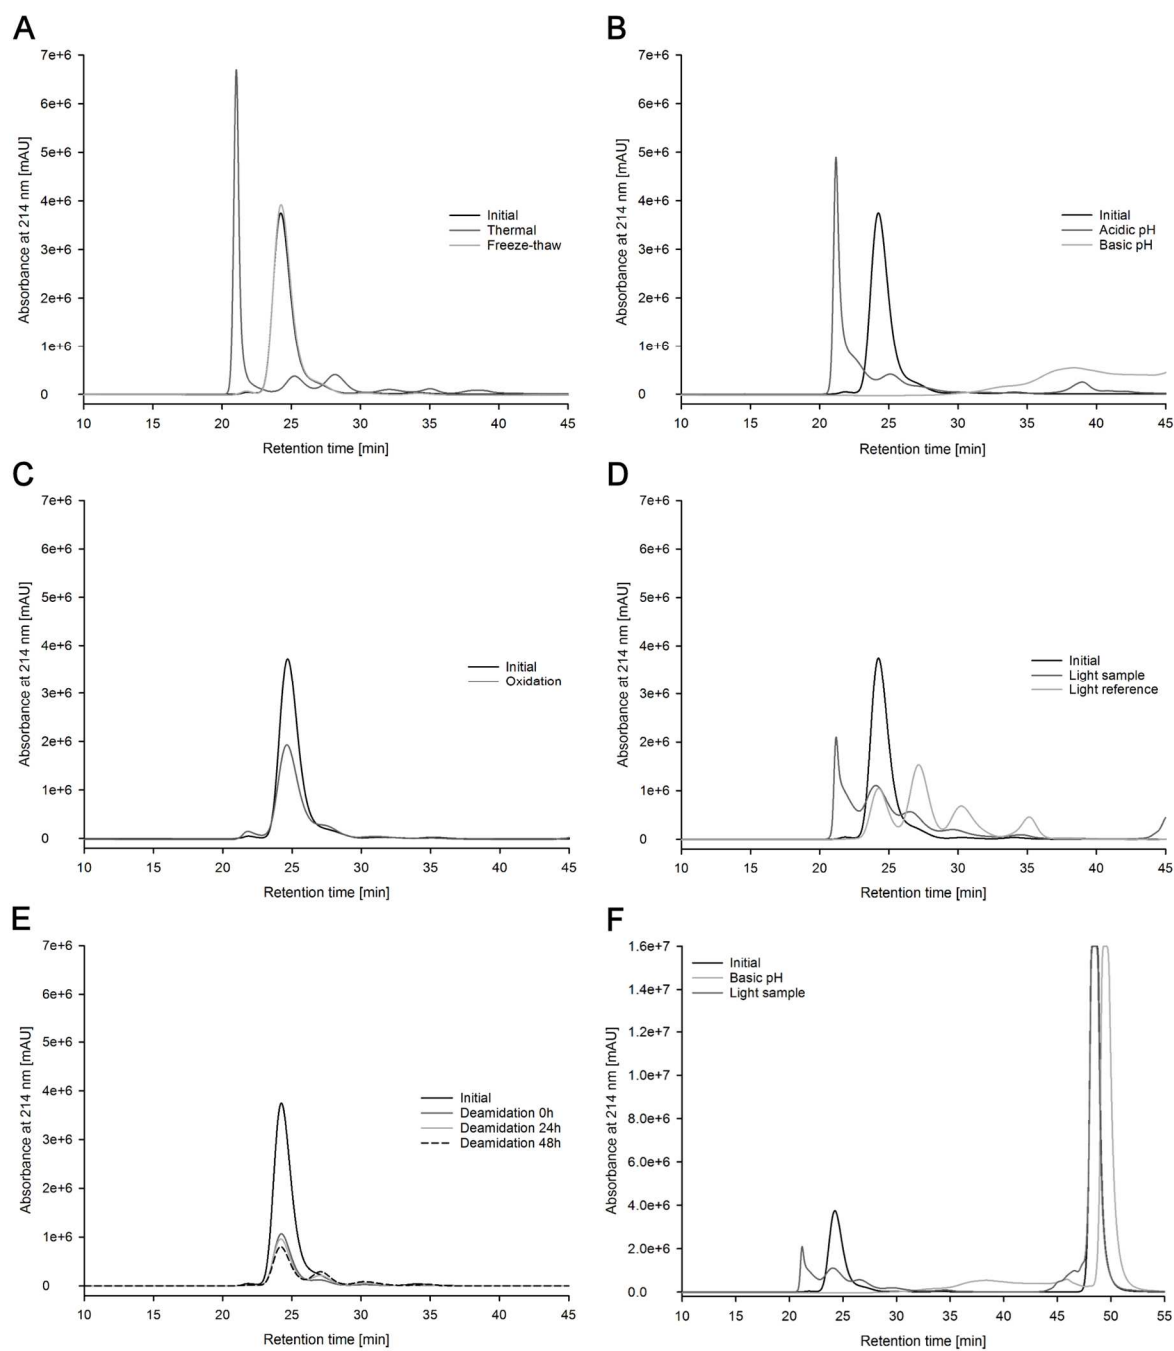 A
7e+6
6e+6
5e+6
4e+6
3e+6
2e+6
1e+6
0
Absorbance at 214 nm [mAU]
Initial
Thermal
Freeze-thaw
10 15 20 25 30 35 40 45
Retention time [min]
B
7e+6
6e+6
5e+6
4e+6
3e+6
2e+6
1e+6
0
Absorbance at 214 nm [mAU]
Initial
Acidic pH
Basic pH
10 15 20 25 30 35 40 45
Retention time [min]
C
7e+6
6e+6
5e+6
4e+6
3e+6
2e+6
1e+6
0
Absorbance at 214 nm [mAU]
Initial
Oxidation
10 15 20 25 30 35 40 45
Retention time [min]
D
7e+6
6e+6
5e+6
4e+6
3e+6
2e+6
1e+6
0
Absorbance at 214 nm [mAU]
Initial
Light sample
Light reference
10 15 20 25 30 35 40 45
Retention time [min]
E
7e+6
6e+6
5e+6
4e+6
3e+6
2e+6
1e+6
0
Absorbance at 214 nm [mAU]
Initial
Deamidation 0h
Deamidation 24h
Deamidation 48h
10 15 20 25 30 35 40 45
Retention time [min]
F
1.6e+7
1.4e+7
1.2e+7
1.0e+7
8.0e+6
6.0e+6
4.0e+6
2.0e+6
0.0
Absorbance at 214 nm [mAU]
Initial
Basic pH
Light sample
10 15 20 25 30 35 40 45 50 55
Retention time [min]